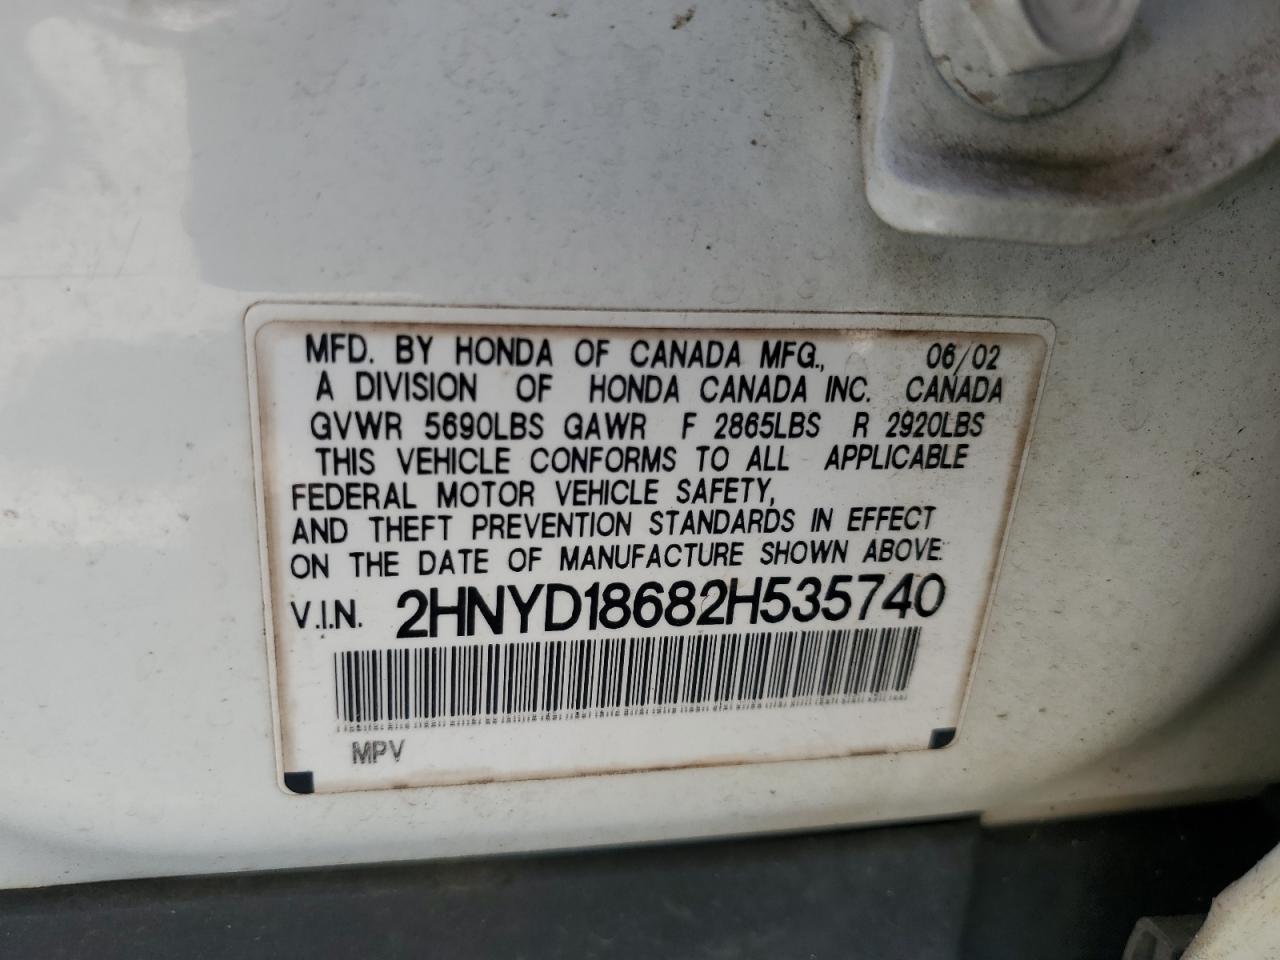 MFD. BY HONDA OF CANADA MFG., 06/02
A DIVISION OF HONDA CANADA INC. CANADA
GVWR 5690LBS GAWR F 2865LBS R 2920LBS
THIS VEHICLE CONFORMS TO ALL APPLICABLE
FEDERAL MOTOR VEHICLE SAFETY,
AND THEFT PREVENTION STANDARDS IN EFFECT
ON THE DATE OF MANUFACTURE SHOWN ABOVE.
V.I.N. 2HNYD18682H535740
MPV